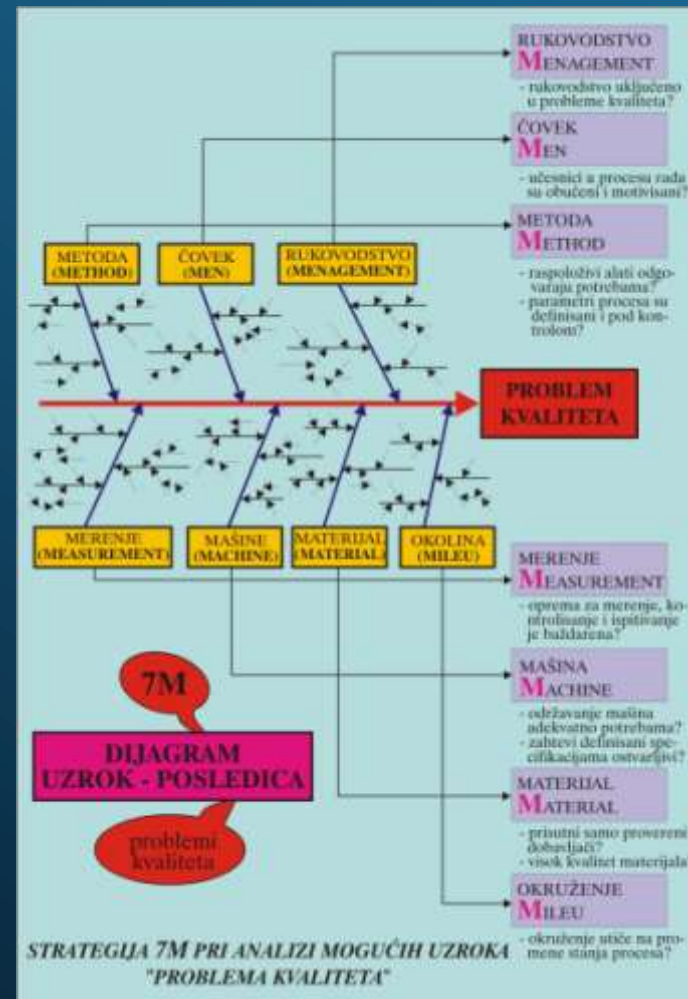 RUKOVODSTVO
MENAGEMENT
- rukovodstvo uključeno
u probleme kvaliteta?
ČOVEK
MEN
- učesnici u procesu rada
su obučeni i motivisani?
METODA
METHOD
- raspoloživi alati odgo-
varaju potrebama?
- parametri procesa su
definisani i pod kon-
trolom?
METODA
(METHOD)
ČOVEK
(MEN)
RUKOVODSTVO
(MENAGEMENT)
PROBLEM
KVALITETA
MERENJE
(MEASUREMENT)
MAŠINE
(MACHINE)
MATERIJAL
(MATERIAL)
OKOLINA
(MILEU)
MERENJE
MEASUREMENT
- oprema za merenje, ko-
ntrolisanje i ispitivanje
je baždarena?
MAŠINA
MACHINE
- održavanje mašina
adekvatno potrebama?
- zahtevi definisani spe-
cifikacijama ostvarljivi?
MATERIJAL
MATERIAL
- prisutni samo provereni
dobavljači?
- visok kvalitet materijala
OKRUŽENJE
MILEU
- okruženje utiče na pro-
mene stanja procesa?
7M
DIJAGRAM
UZROK - POSLEDICA
problemi
kvaliteta
STRATEGIJA 7M PRI ANALIZI MOGUĆIH UZROKA
"PROBLEMA KVALITETA"